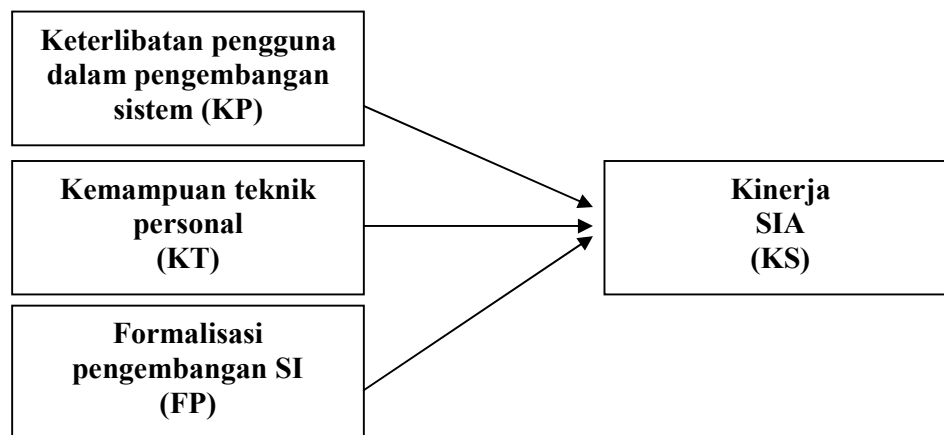 Keterlibatan pengguna
dalam pengembangan
sistem (KP)
Kemampuan teknik
personal
(KT)
Formalisasi
pengembangan SI
(FP)
Kinerja
SIA
(KS)